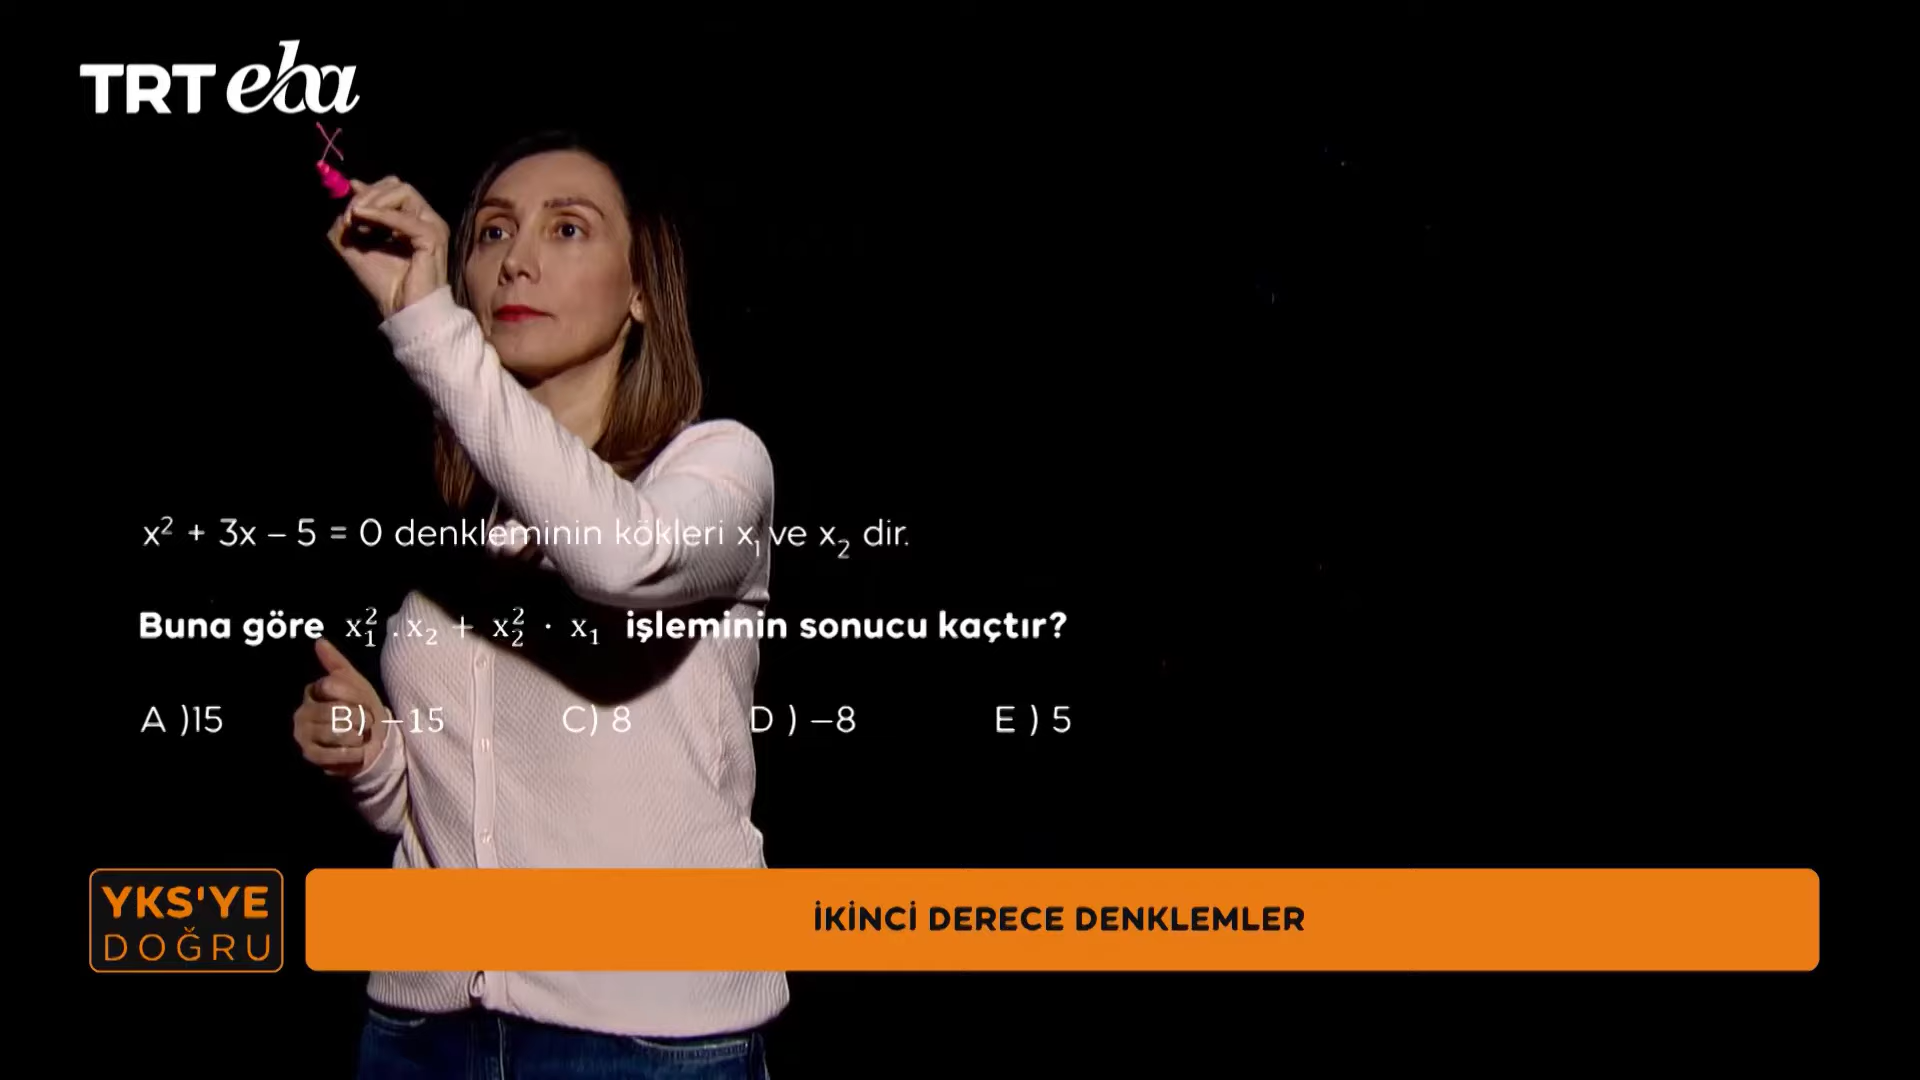 TRT eba
x
x² + 3x – 5 = 0 denkleminin kökleri x₁ ve x₂ dir.
Buna göre x₁² . x₂ + x₂² · x₁ işleminin sonucu kaçtır?
A )15 B) –15 C) 8 D ) –8 E ) 5
YKS'YE
DOĞRU
İKİNCİ DERECE DENKLEMLER